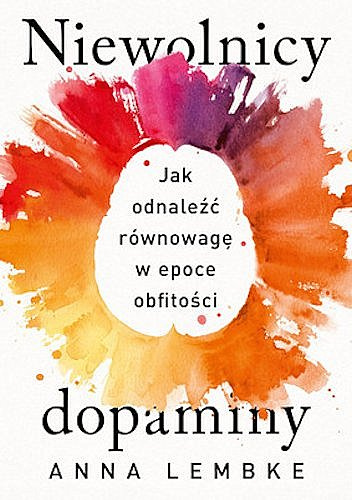 Niewolnicy
Jak
odnaleźć
równowagę
w epoce
obfitości
dopaminy
ANNA LEMBKE